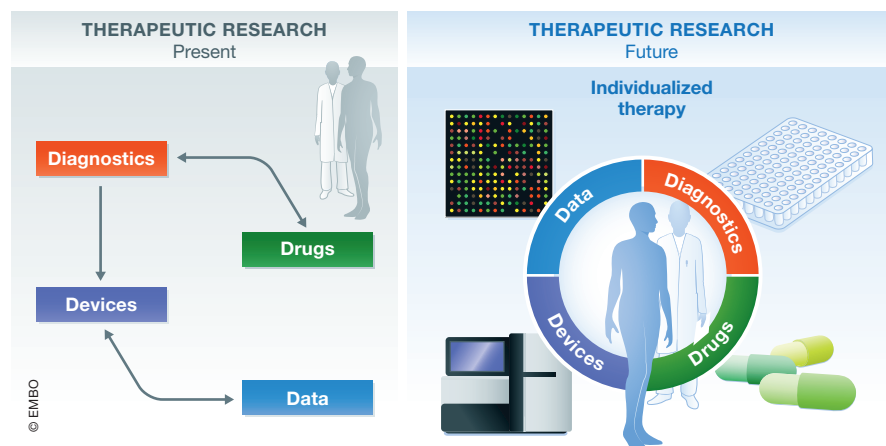 THERAPEUTIC RESEARCH
Present
Diagnostics
Drugs
Devices
Data
© EMBO
THERAPEUTIC RESEARCH
Future
Individualized
therapy
Data
Diagnostics
Devices
Drugs